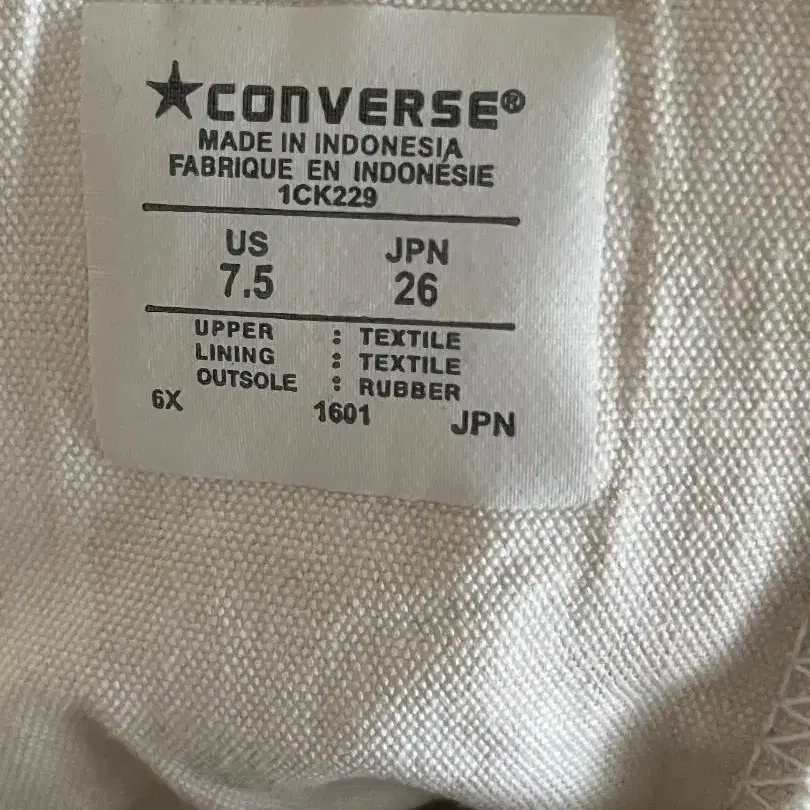 ★CONVERSE®
MADE IN INDONESIA
FABRIQUE EN INDONÉSIE
1CK229
US JPN
7.5 26
UPPER : TEXTILE
LINING : TEXTILE
OUTSOLE : RUBBER
6X 1601 JPN